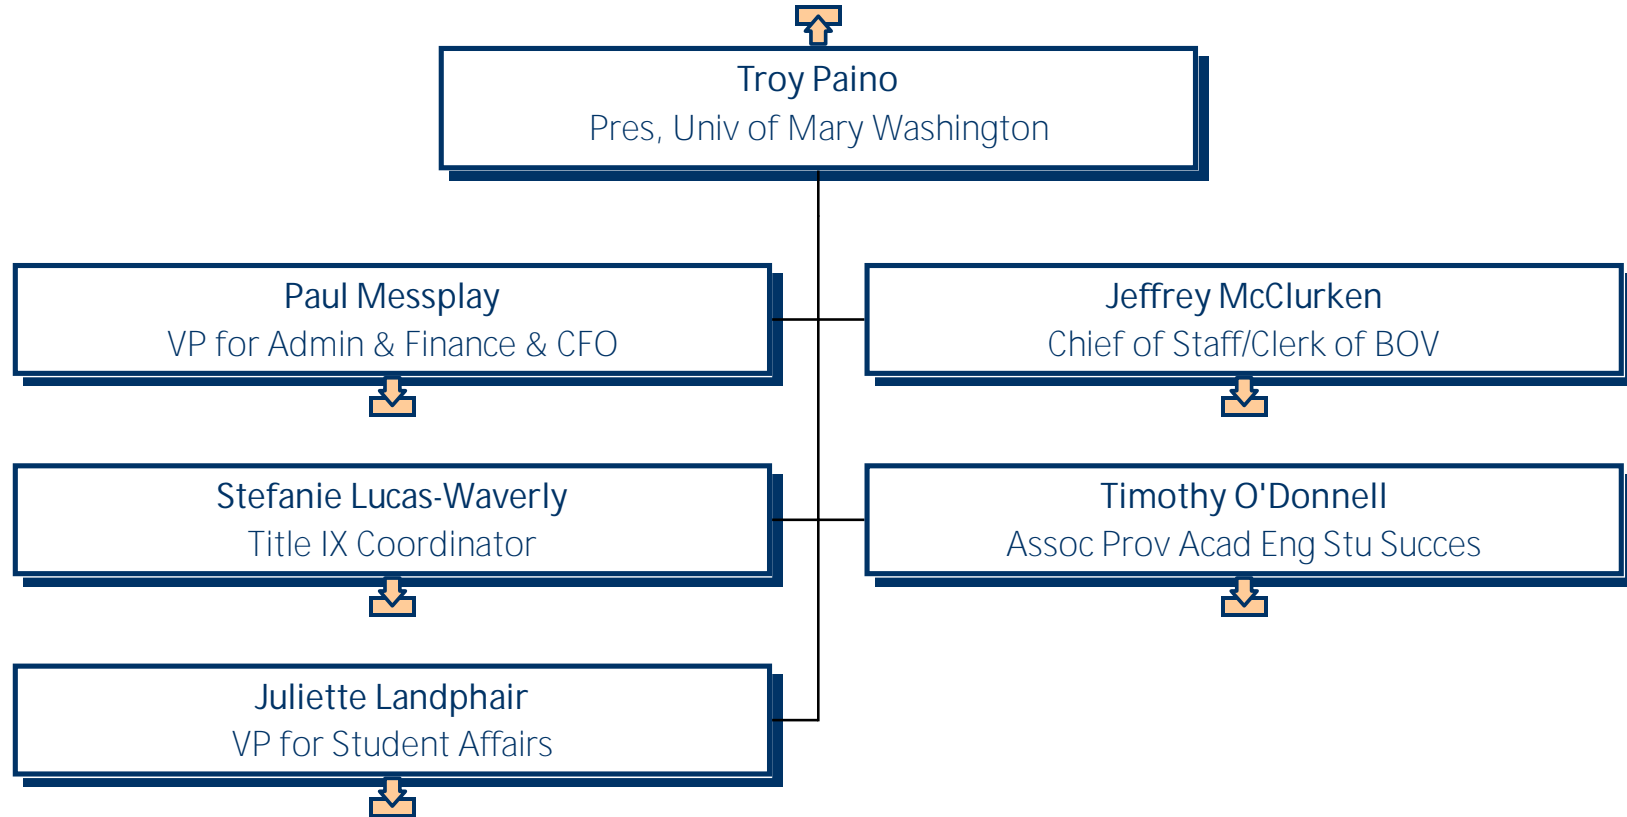 Troy Paino
Pres, Univ of Mary Washington
Paul Messplay
VP for Admin & Finance & CFO
Jeffrey McClurken
Chief of Staff/Clerk of BOV
Stefanie Lucas-Waverly
Title IX Coordinator
Timothy O'Donnell
Assoc Prov Acad Eng Stu Succes
Juliette Landphair
VP for Student Affairs